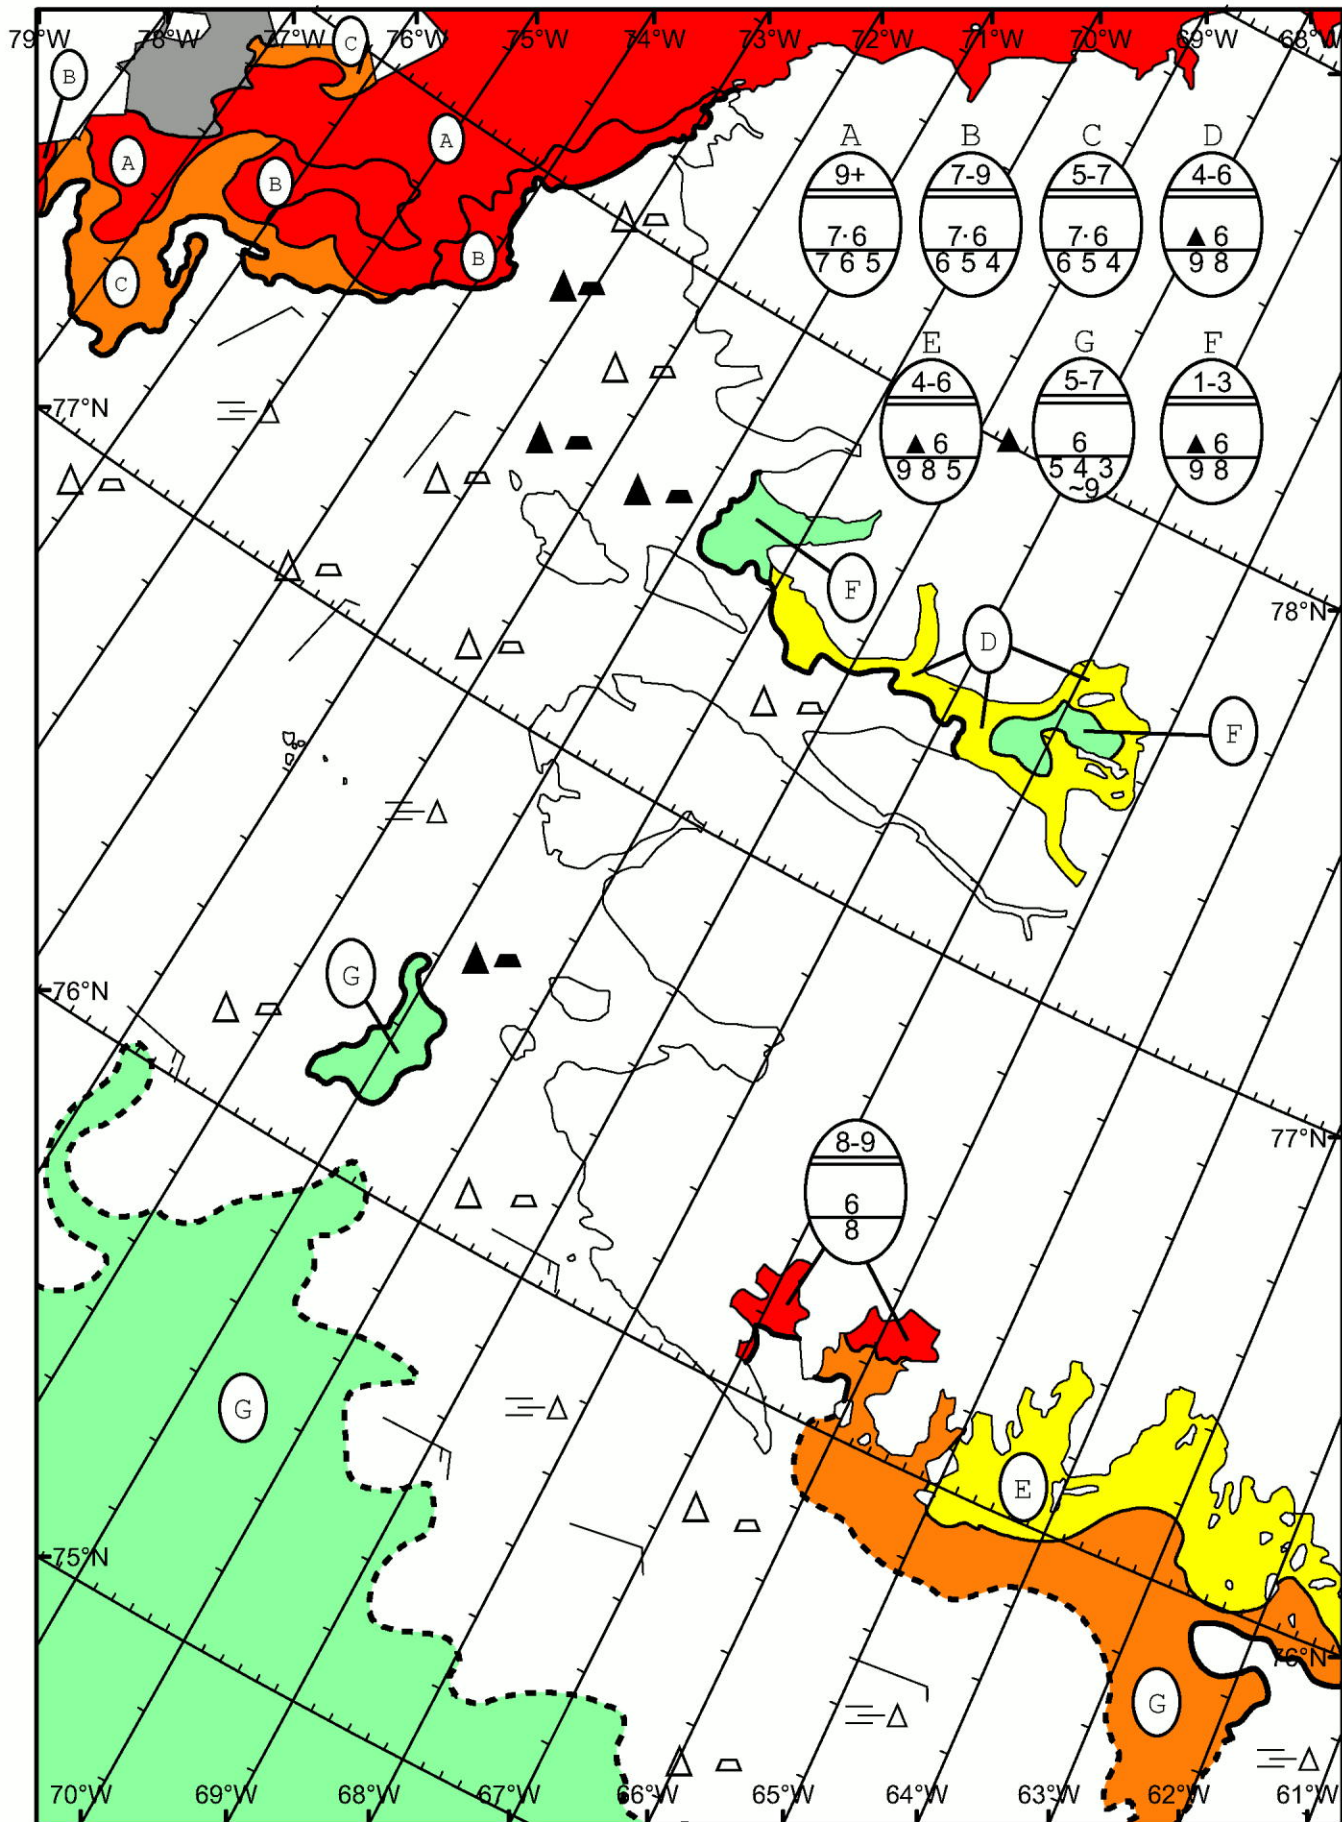 79°W 78°W 77°W 76°W 75°W 74°W 73°W 72°W 71°W 70°W 69°W 68°W
C
B
A B C D
A
A
9+ 7-9 5-7 4-6
B
7·6 7·6 7·6 ▲ 6
7 6 5 6 5 4 6 5 4 9 8
B
C
E G F
4-6 5-7 1-3
77°N
▲ 6 ▲ 6 ▲ 6
9 8 5 5 4 3 9 8
~9
F
78°N
D
F
G
76°N
77°N
8-9
6
8
G
E
75°N
76°N
G
70°W 69°W 68°W 67°W 66°W 65°W 64°W 63°W 62°W 61°W